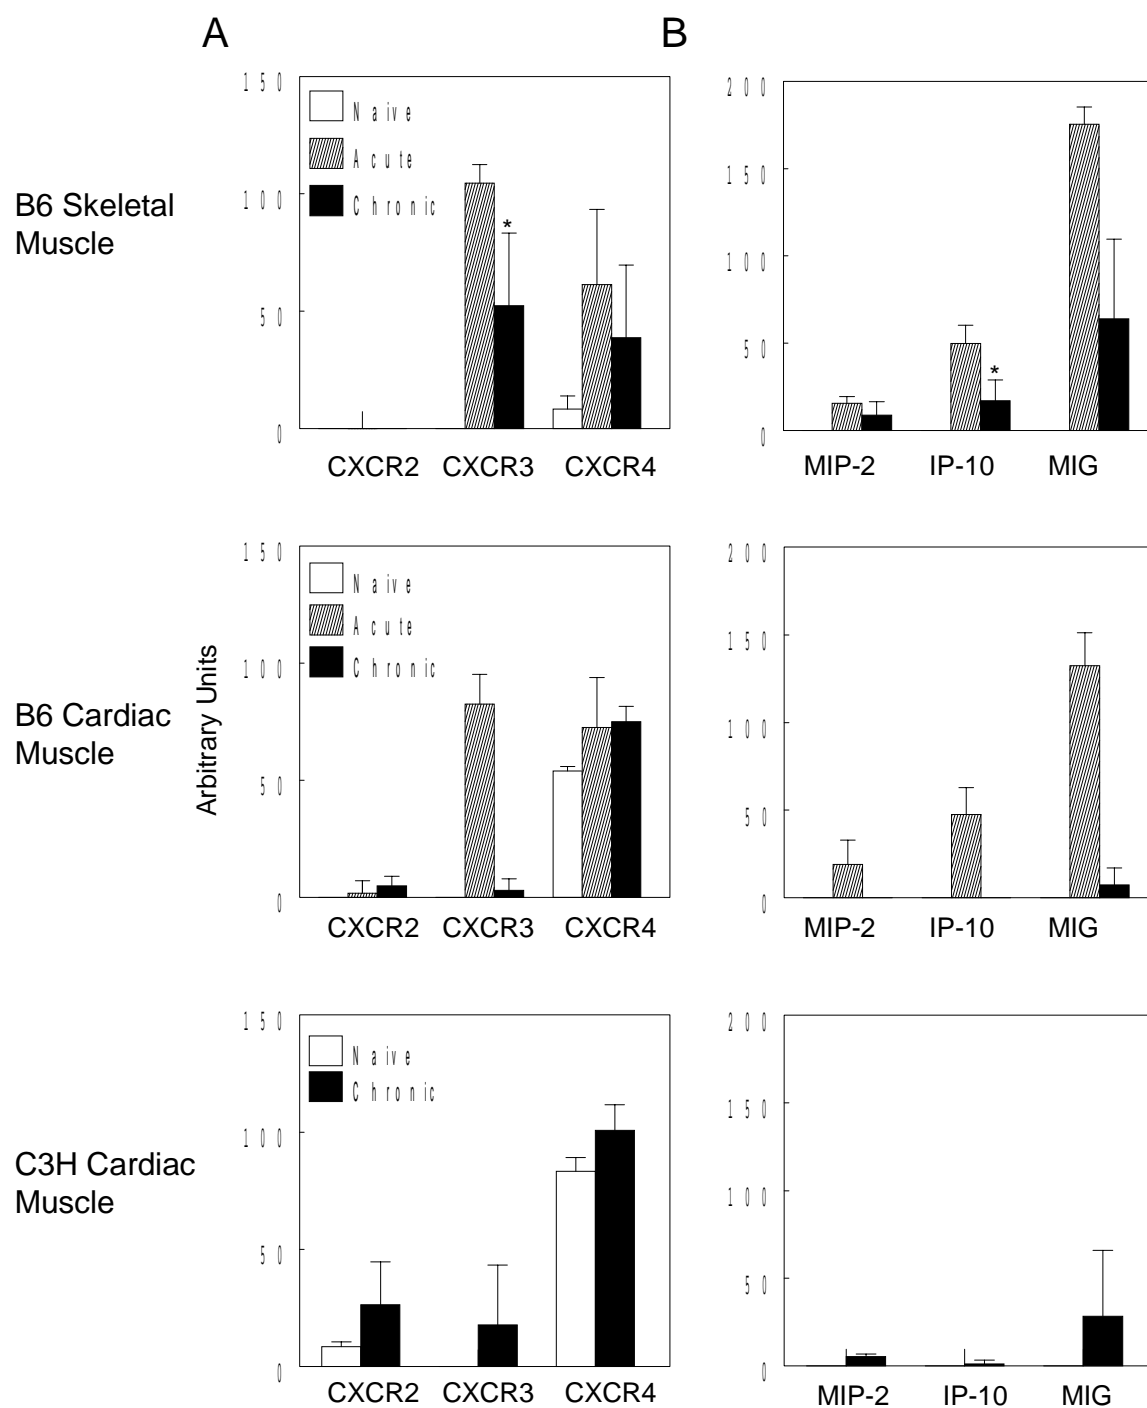 A
B
B6 Skeletal
Muscle
150
100
50
0
Naive
Acute
Chronic
*
CXCR2 CXCR3 CXCR4
200
150
100
50
0
*
MIP-2 IP-10 MIG
B6 Cardiac
Muscle
Arbitrary Units
150
100
50
0
Naive
Acute
Chronic
CXCR2 CXCR3 CXCR4
200
150
100
50
0
MIP-2 IP-10 MIG
C3H Cardiac
Muscle
150
100
50
0
Naive
Chronic
CXCR2 CXCR3 CXCR4
200
150
100
50
0
MIP-2 IP-10 MIG